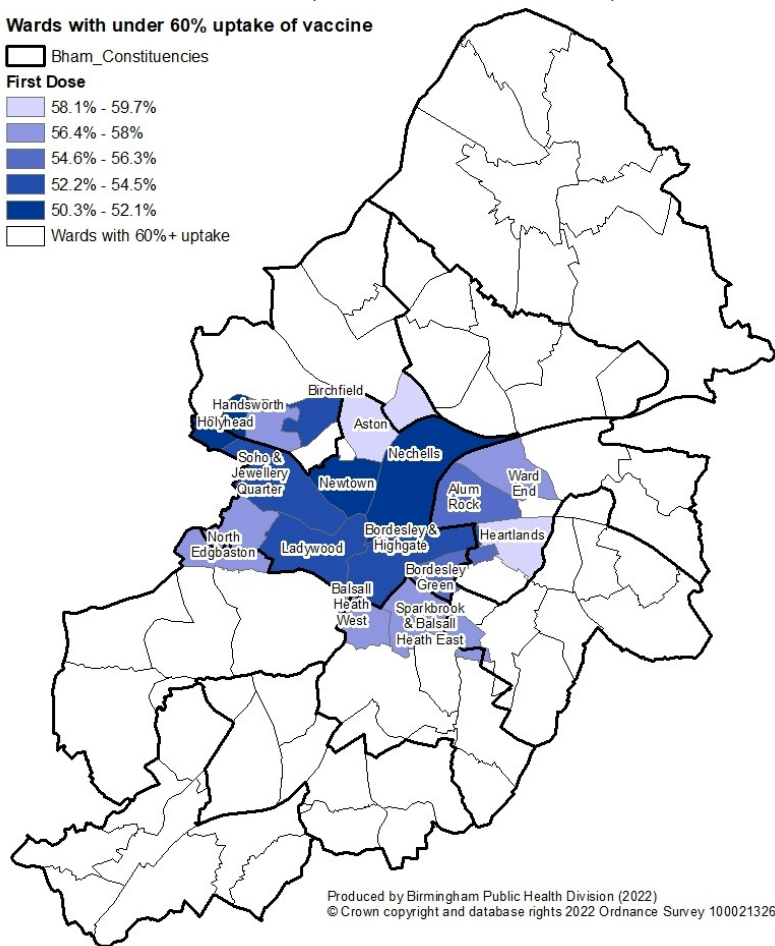 Wards with under 60% uptake of vaccine
Bham_Constituencies
First Dose
58.1% - 59.7%
56.4% - 58%
54.6% - 56.3%
52.2% - 54.5%
50.3% - 52.1%
Wards with 60%+ uptake
Birchfield
Handsworth
Holyhead
Aston
Nechells
Soho &
Jewellery
Quarter
Newtown
Alum
Rock
Ward
End
North
Edgbaston
Ladywood
Bordesley &
Highgate
Heartlands
Bordesley
Green
Balsall
Heath
West
Sparkbrook
& Balsall
Heath East
Produced by Birmingham Public Health Division (2022)
© Crown copyright and database rights 2022 Ordnance Survey 100021326